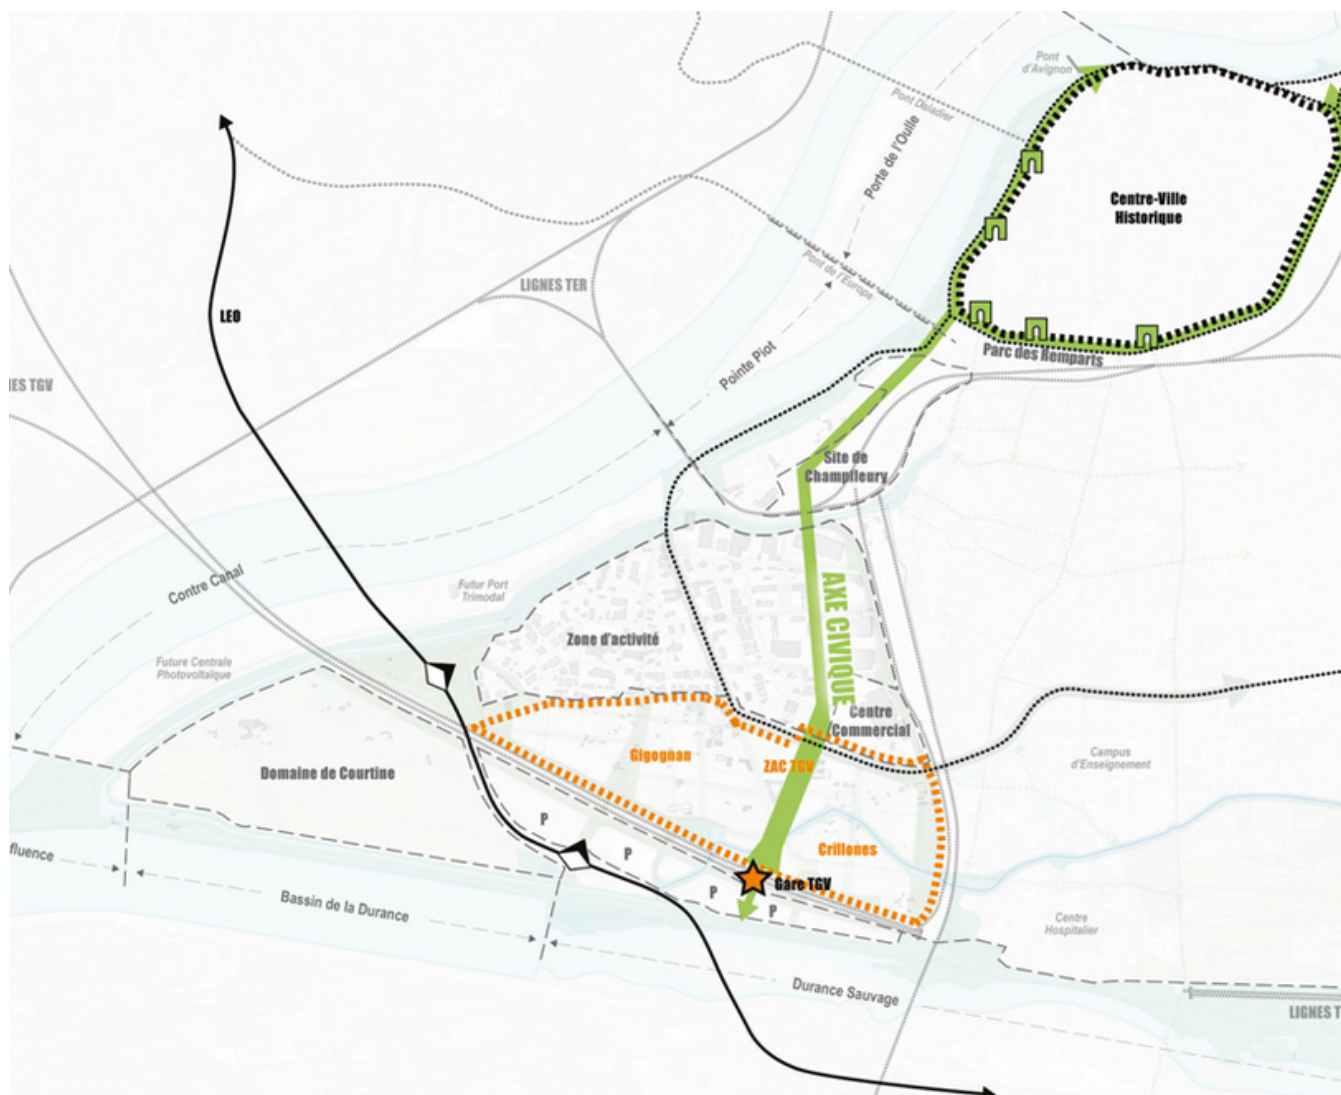 Pont
d'Avignon
Pont Daladier
Porte de l'Oulle
Centre-Ville
Historique
Pont de l'Europe
LIGNES TER
LEO
Parc des Remparts
Pointe Piot
ES TGV
Site de
Champfleury
Contre Canal
Futur Port
Trimodal
AXE CIVIQUE
Zone d'activité
Future Centrale
Photovoltaïque
Centre
Commercial
Gigognan
ZAC TGV
Campus
d'Enseignement
Domaine de Courtine
P
P
Crillones
fluence
Gare TGV
P
P
Bassin de la Durance
Centre
Hospitalier
Durance Sauvage
LIGNES T